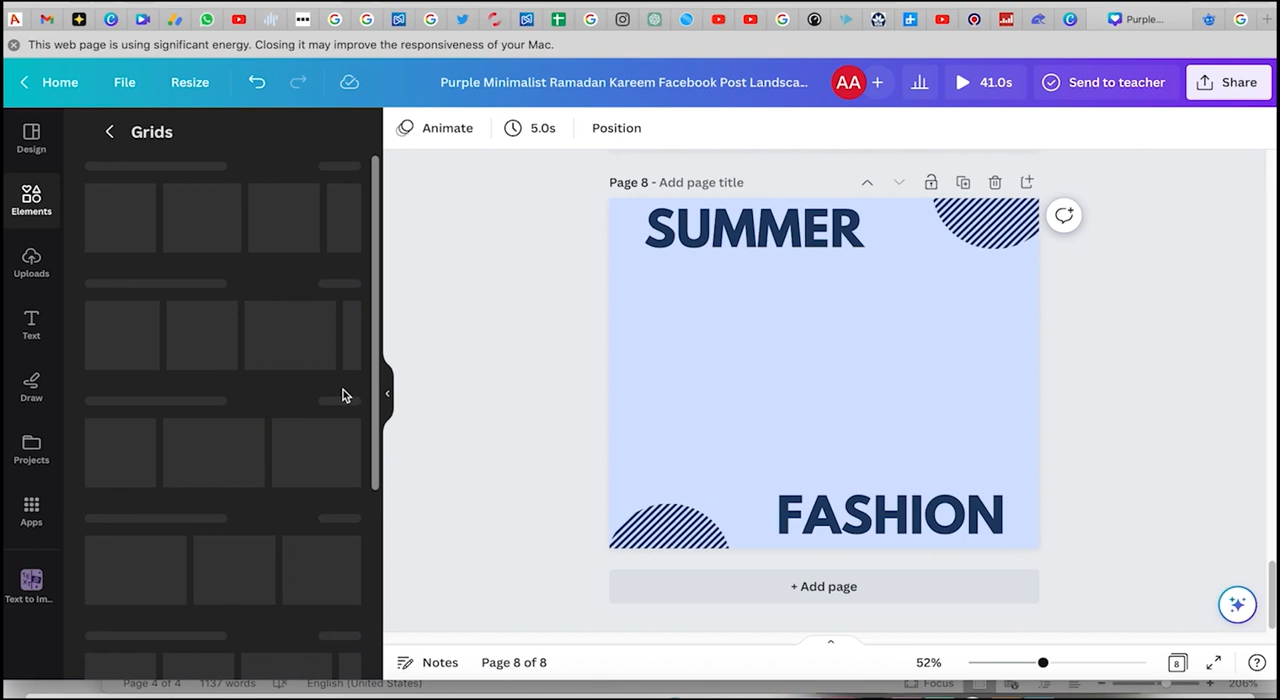 This web page is using significant energy. Closing it may improve the responsiveness of your Mac.
Purple...
Home
File
Resize
Purple Minimalist Ramadan Kareem Facebook Post Landsca...
AA
+
41.0s
Send to teacher
Share
Design
Elements
Uploads
Text
Draw
Projects
Apps
Text to Im...
Grids
Animate
5.0s
Position
Page 8 - Add page title
SUMMER
FASHION
+ Add page
Notes
Page 8 of 8
52%
8
Page 4 of 4
1137 words
English (United States)
Focus
206%